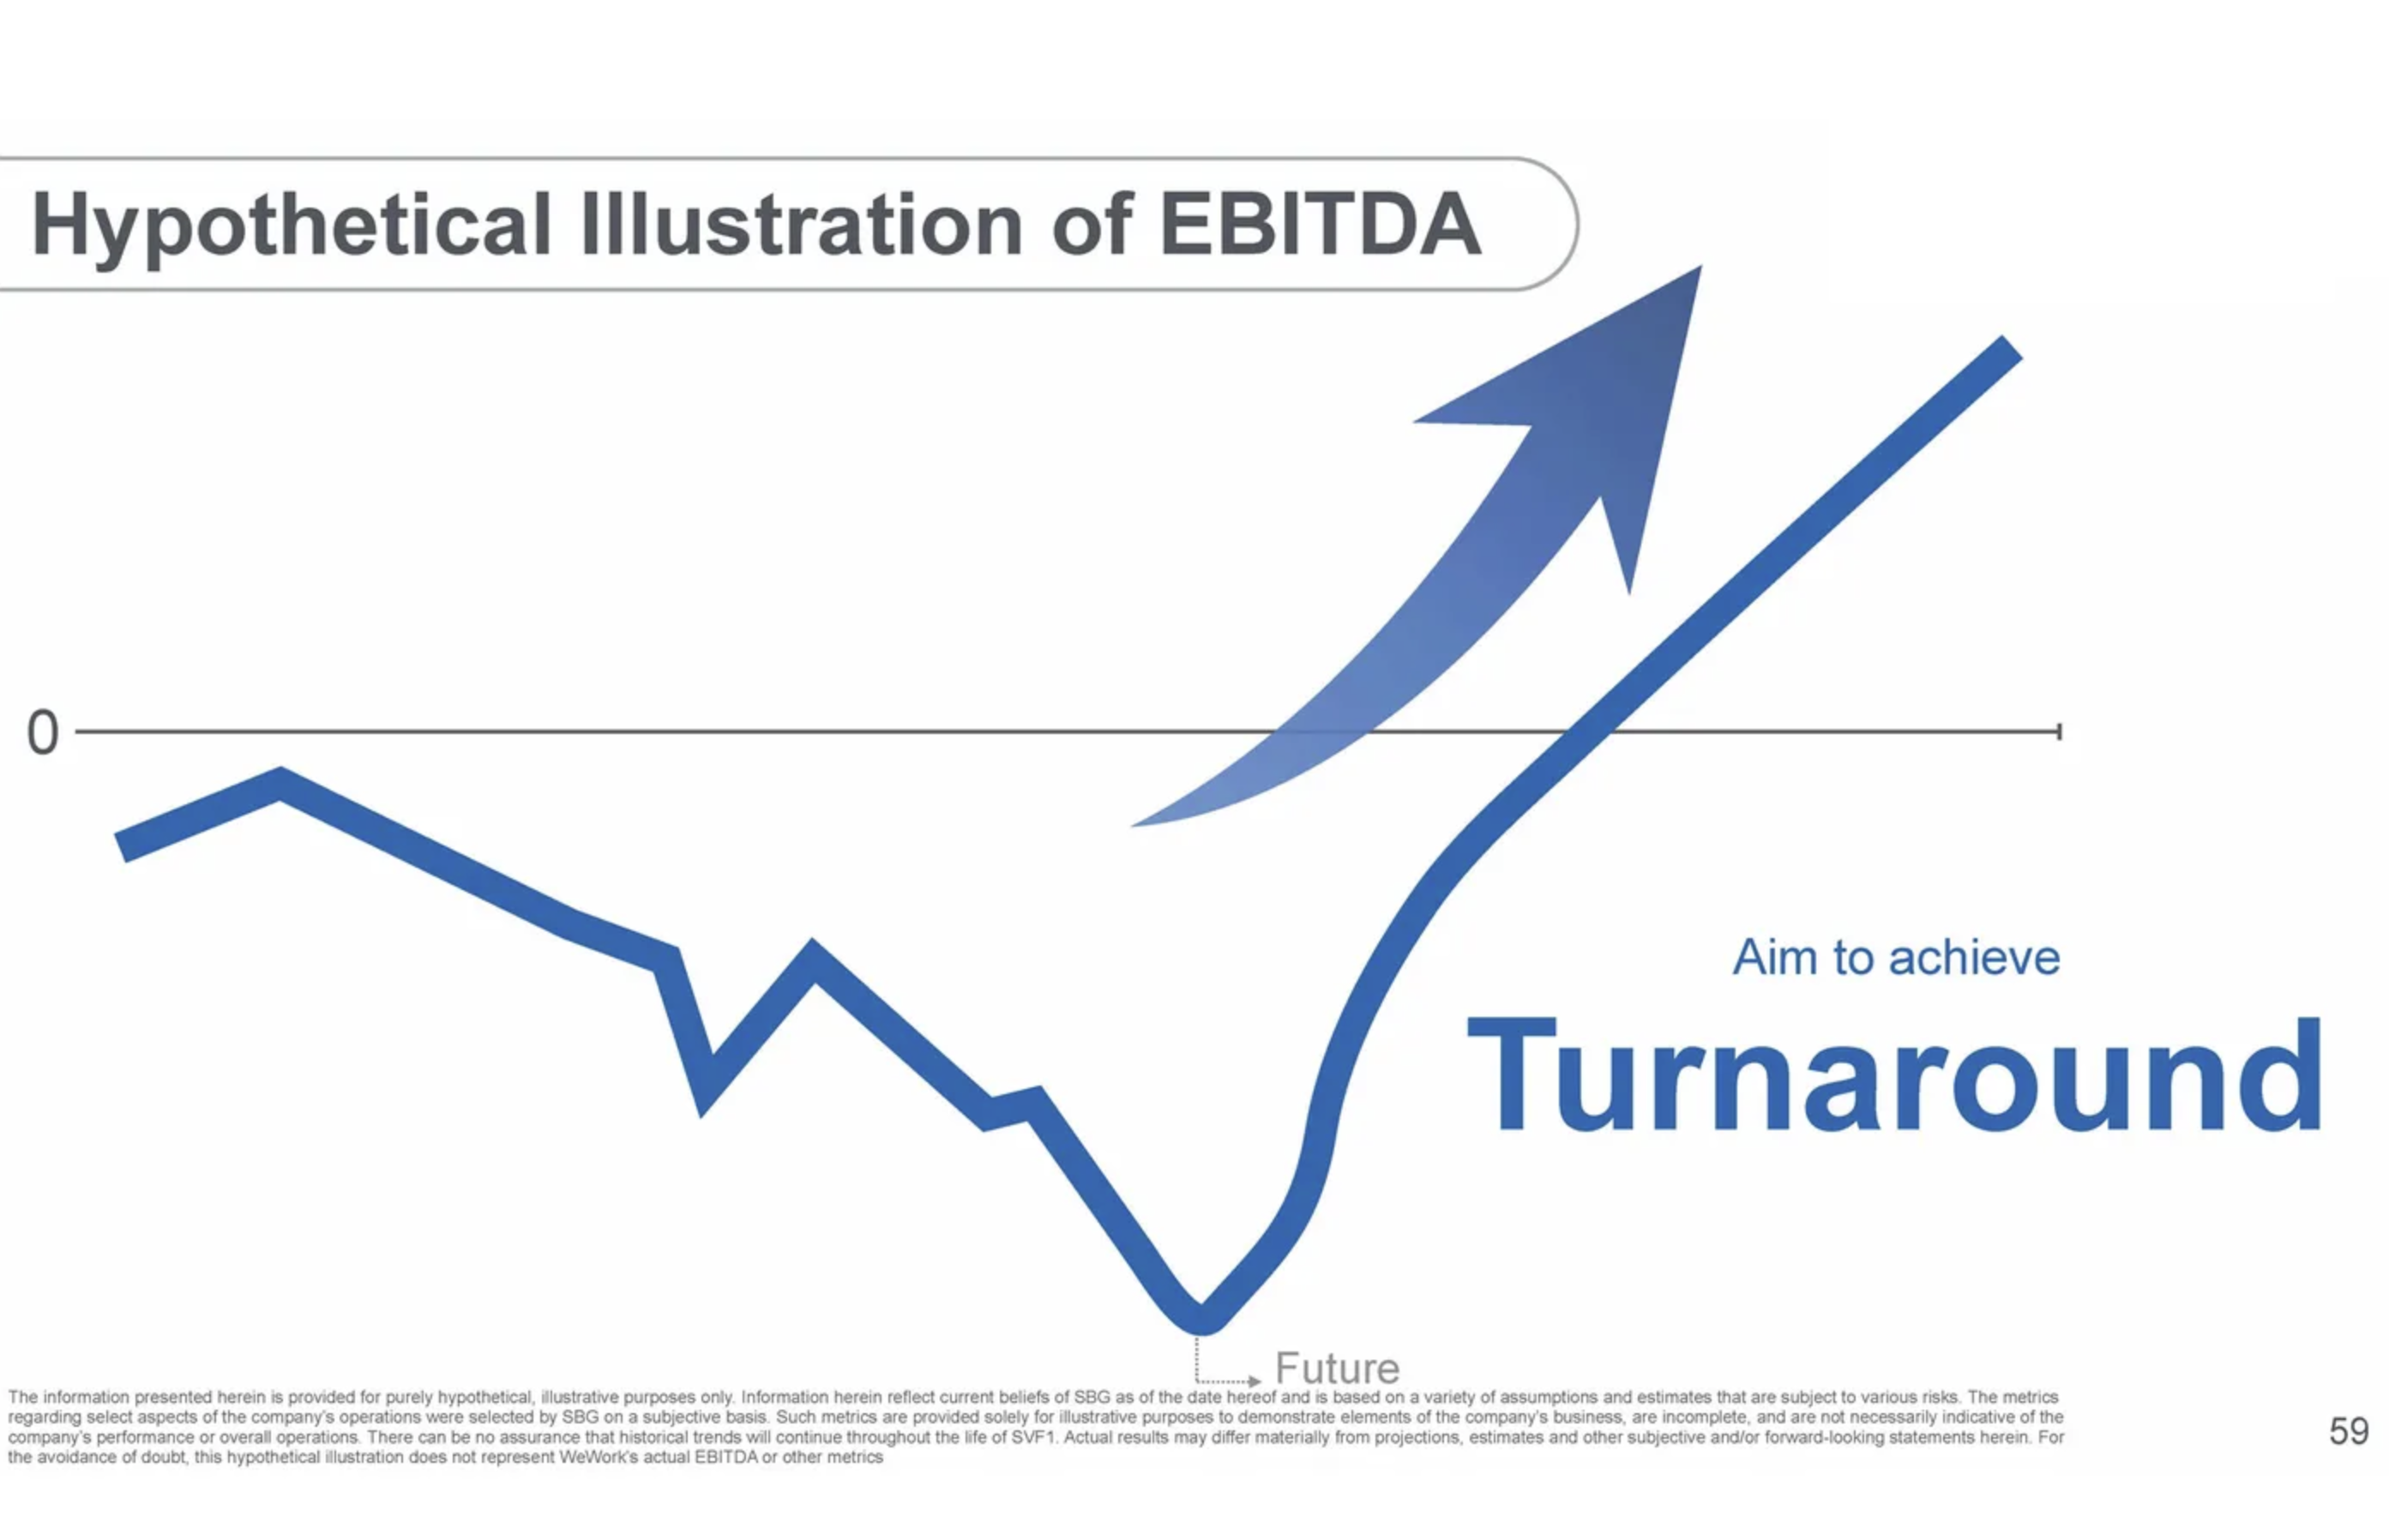 Hypothetical Illustration of EBITDA
0
Aim to achieve
Turnaround
Future
The information presented herein is provided for purely hypothetical, illustrative purposes only. Information herein reflect current beliefs of SBG as of the date hereof and is based on a variety of assumptions and estimates that are subject to various risks. The metrics
regarding select aspects of the company's operations were selected by SBG on a subjective basis. Such metrics are provided solely for illustrative purposes to demonstrate elements of the company's business, are incomplete, and are not necessarily indicative of the
company's performance or overall operations. There can be no assurance that historical trends will continue throughout the life of SVF1. Actual results may differ materially from projections, estimates and other subjective and/or forward-looking statements herein. For
the avoidance of doubt, this hypothetical illustration does not represent WeWork's actual EBITDA or other metrics
59